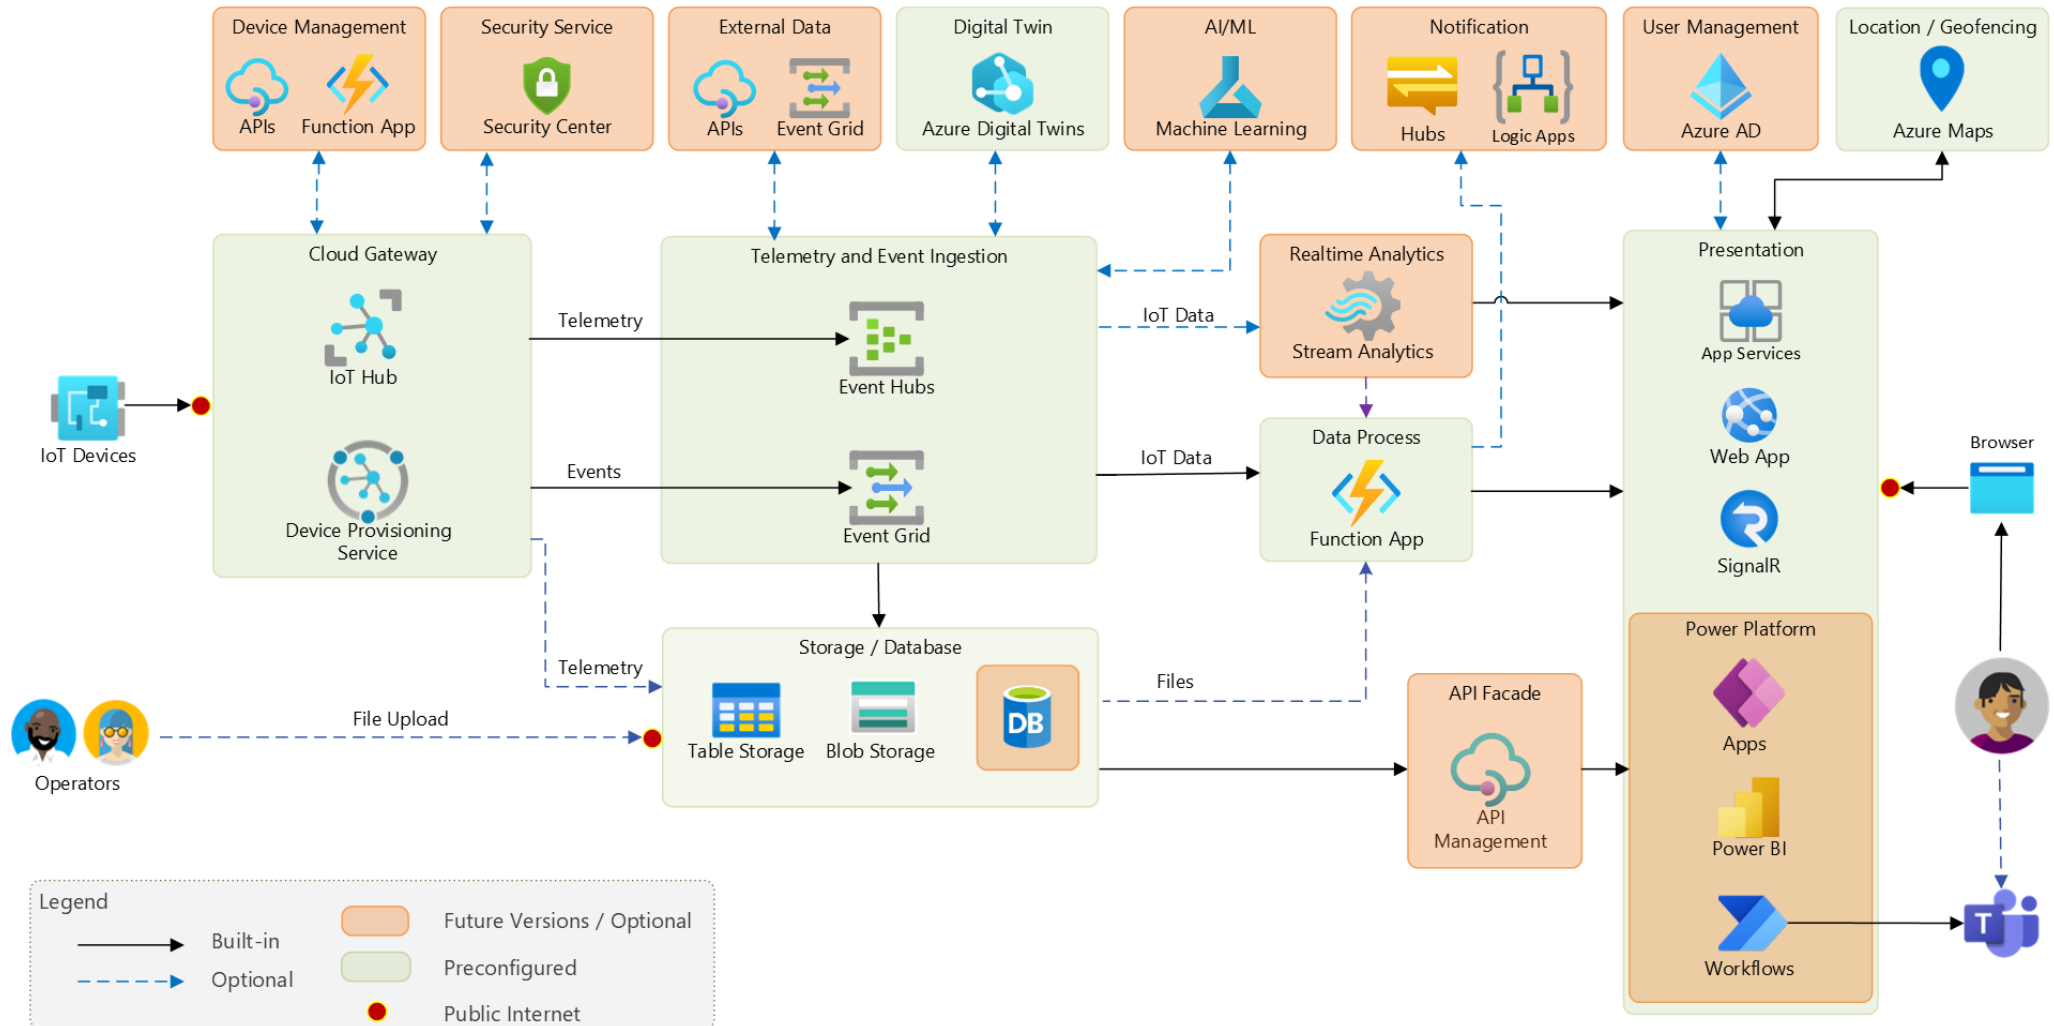 Device Management
APIs
Function App
Security Service
Security Center
External Data
APIs
Event Grid
Digital Twin
Azure Digital Twins
AI/ML
Machine Learning
Notification
Hubs
Logic Apps
User Management
Azure AD
Location / Geofencing
Azure Maps
Cloud Gateway
IoT Hub
Device Provisioning
Service
Telemetry
Events
Telemetry and Event Ingestion
Event Hubs
Event Grid
IoT Data
IoT Data
Realtime Analytics
Stream Analytics
Data Process
Function App
Presentation
App Services
Web App
SignalR
Browser
IoT Devices
Telemetry
File Upload
Operators
Storage / Database
Table Storage
Blob Storage
DB
Files
API Facade
API
Management
Power Platform
Apps
Power BI
Workflows
T
Legend
Built-in
Optional
Future Versions / Optional
Preconfigured
Public Internet